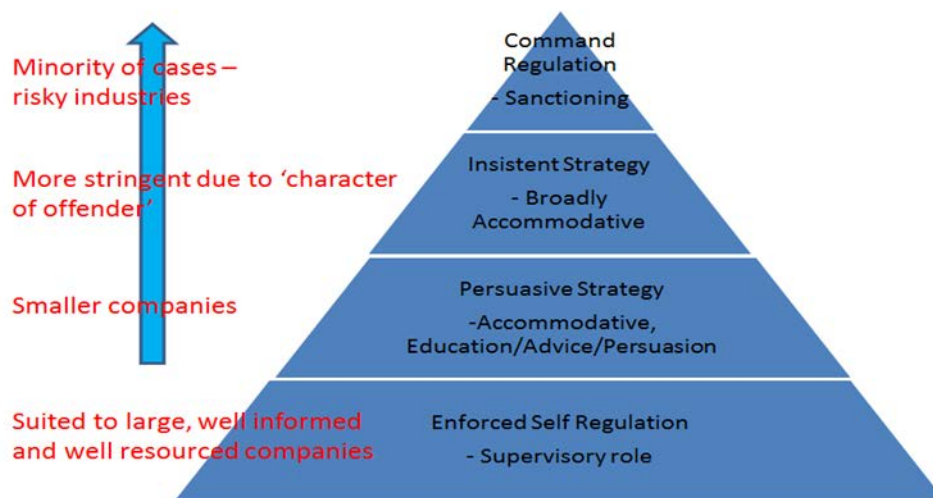 Command
Regulation
- Sanctioning
Minority of cases –
risky industries
Insistent Strategy
- Broadly
Accommodative
More stringent due to ‘character
of offender’
Persuasive Strategy
-Accommodative,
Education/Advice/Persuasion
Smaller companies
Enforced Self Regulation
- Supervisory role
Suited to large, well informed
and well resourced companies